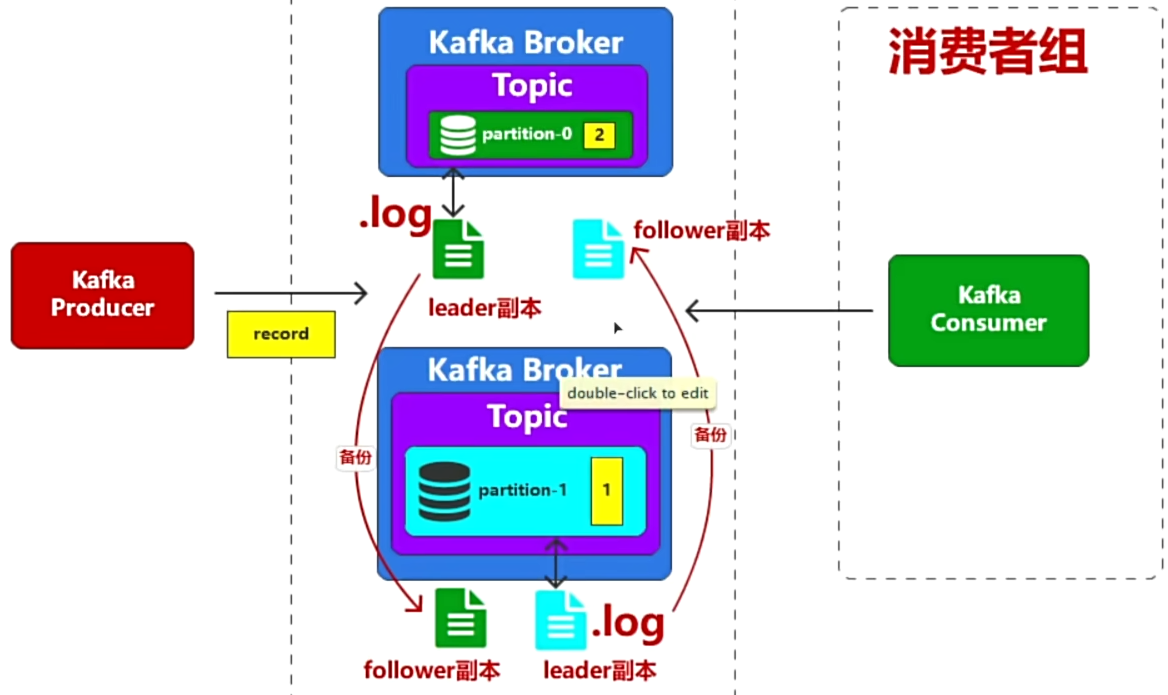 Kafka Broker
消费者组
Topic
partition-0 2
.log
follower副本
Kafka
Producer
leader副本
Kafka
Consumer
record
Kafka Broker
double-click to edit
Topic
备份
备份
partition-1 1
.log
follower副本 leader副本